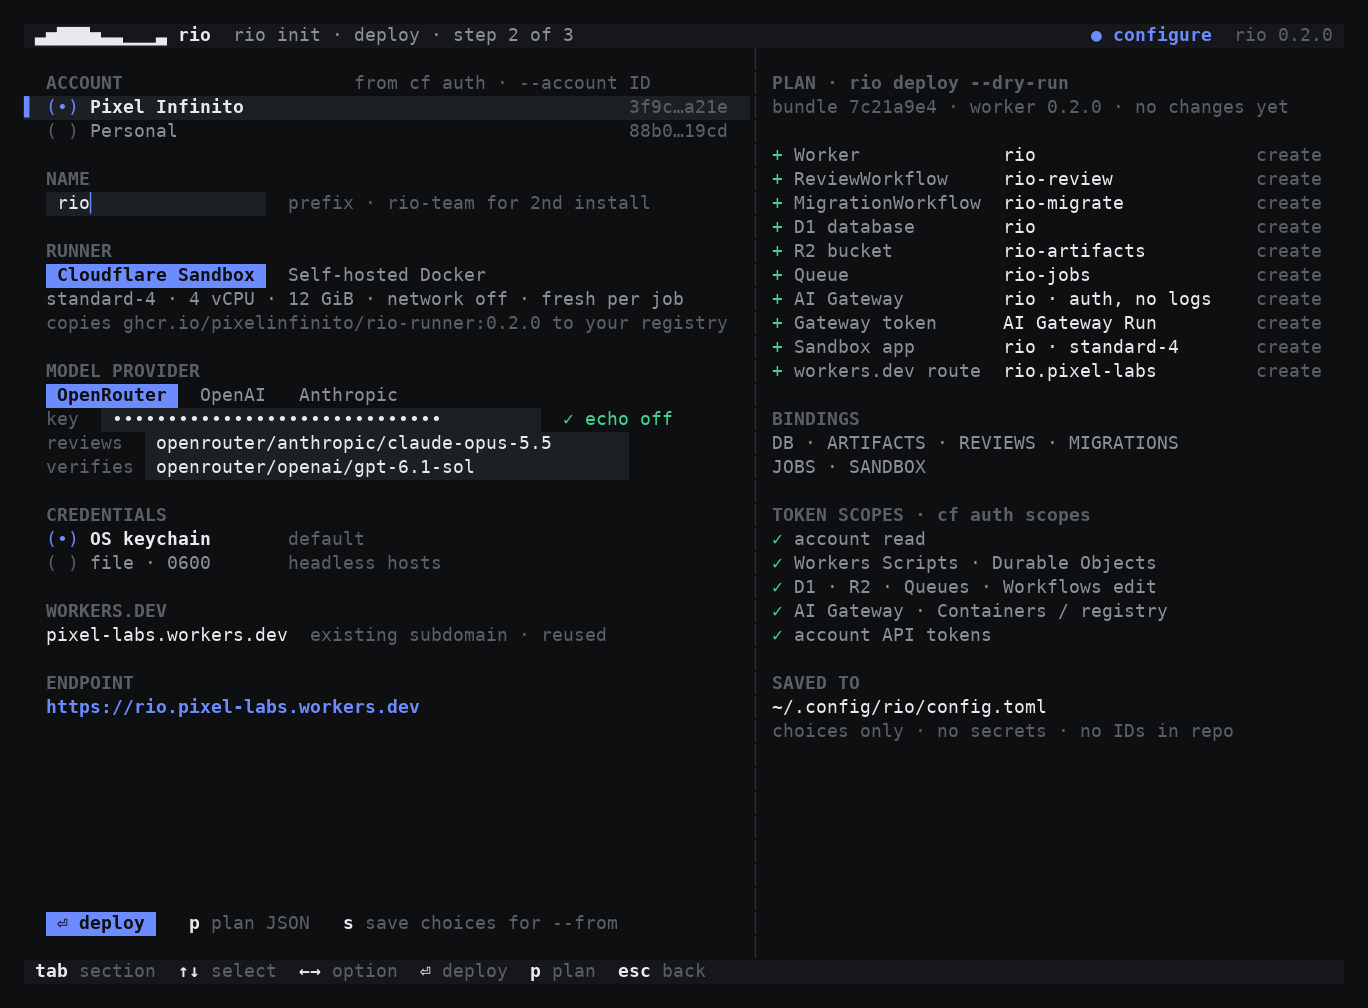 rio rio init · deploy · step 2 of 3 ● configure rio 0.2.0
ACCOUNT from cf auth · --account ID
(•) Pixel Infinito 3f9c…a21e
( ) Personal 88b0…19cd
NAME
rio prefix · rio-team for 2nd install
RUNNER
Cloudflare Sandbox Self-hosted Docker
standard-4 · 4 vCPU · 12 GiB · network off · fresh per job
copies ghcr.io/pixelinfinito/rio-runner:0.2.0 to your registry
MODEL PROVIDER
OpenRouter OpenAI Anthropic
key •••••••••••••••••••••••••••••• ✓ echo off
reviews openrouter/anthropic/claude-opus-5.5
verifies openrouter/openai/gpt-6.1-sol
CREDENTIALS
(•) OS keychain default
( ) file · 0600 headless hosts
WORKERS.DEV
pixel-labs.workers.dev existing subdomain · reused
ENDPOINT
https://rio.pixel-labs.workers.dev
⏎ deploy p plan JSON s save choices for --from
PLAN · rio deploy --dry-run
bundle 7c21a9e4 · worker 0.2.0 · no changes yet
+ Worker rio create
+ ReviewWorkflow rio-review create
+ MigrationWorkflow rio-migrate create
+ D1 database rio create
+ R2 bucket rio-artifacts create
+ Queue rio-jobs create
+ AI Gateway rio · auth, no logs create
+ Gateway token AI Gateway Run create
+ Sandbox app rio · standard-4 create
+ workers.dev route rio.pixel-labs create
BINDINGS
DB · ARTIFACTS · REVIEWS · MIGRATIONS
JOBS · SANDBOX
TOKEN SCOPES · cf auth scopes
✓ account read
✓ Workers Scripts · Durable Objects
✓ D1 · R2 · Queues · Workflows edit
✓ AI Gateway · Containers / registry
✓ account API tokens
SAVED TO
~/.config/rio/config.toml
choices only · no secrets · no IDs in repo
tab section ↑↓ select ←→ option ⏎ deploy p plan esc back